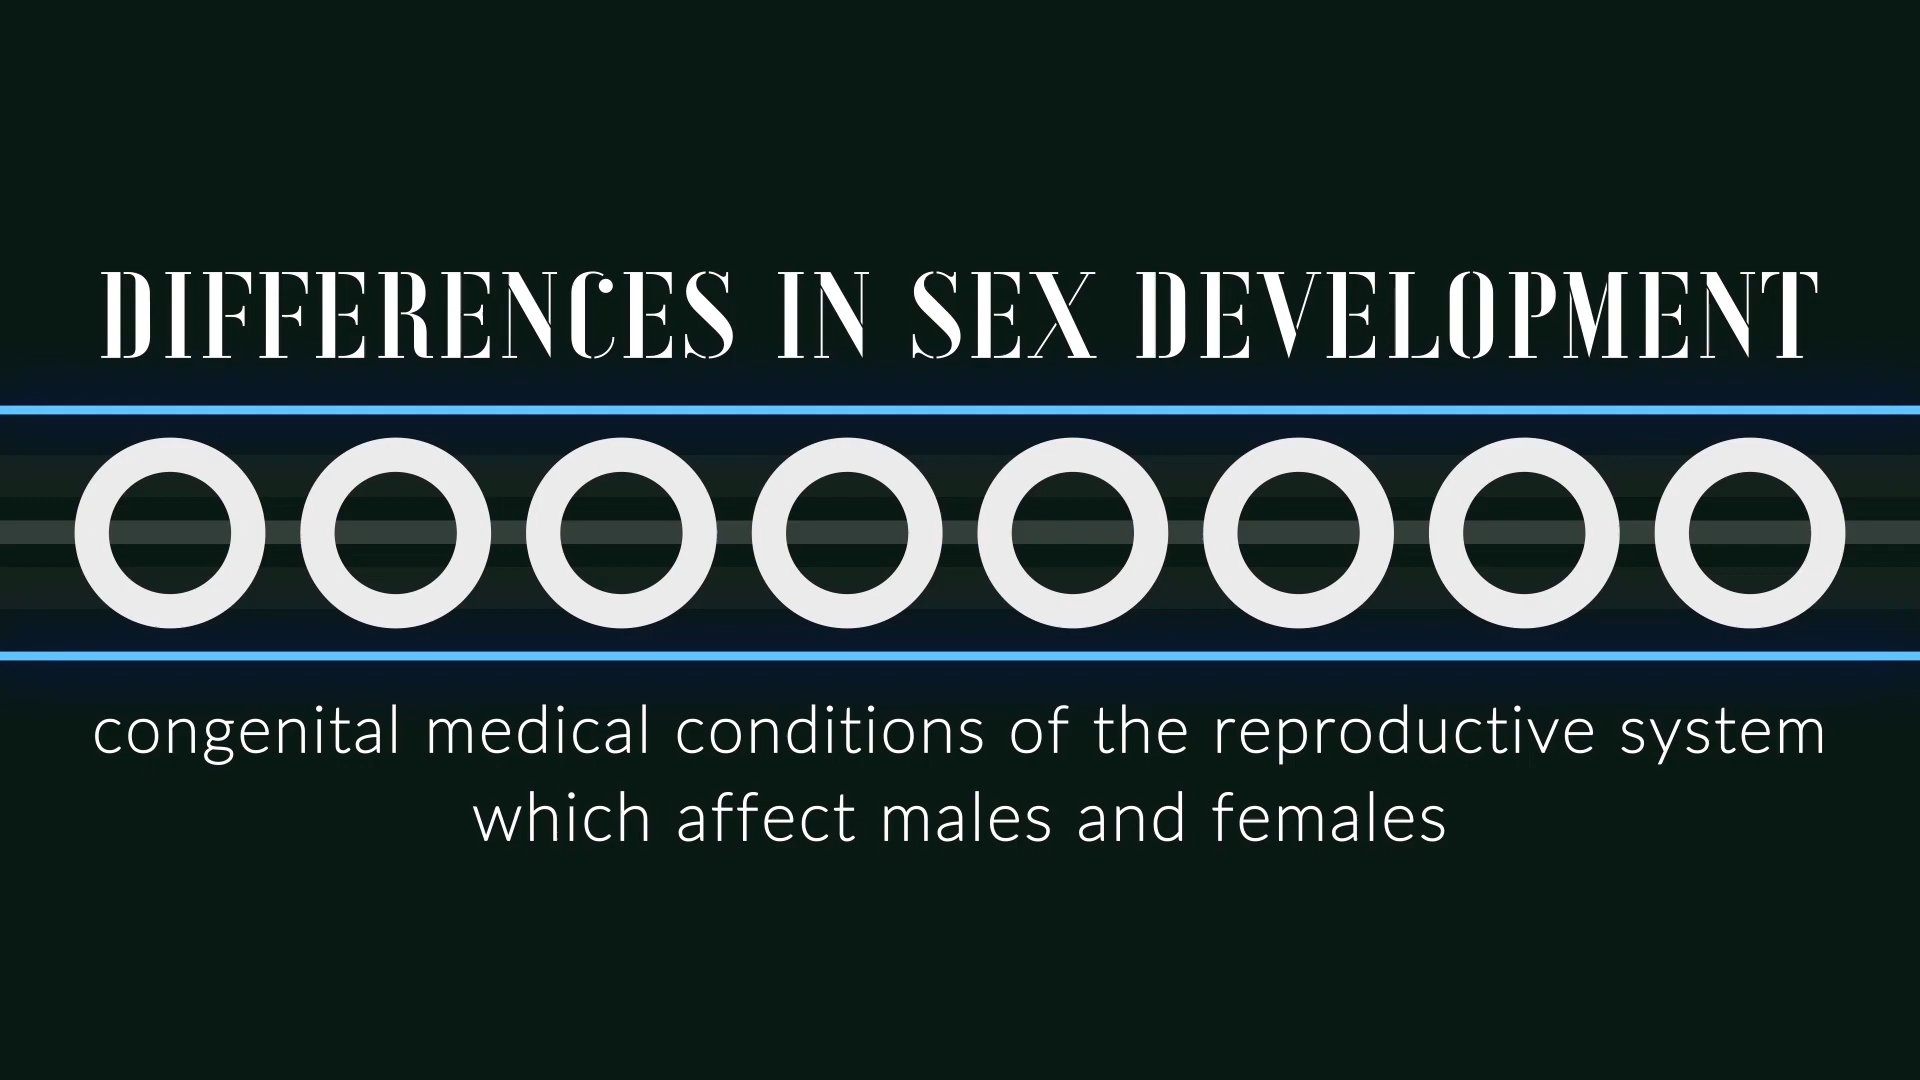 DIFFERENCES IN SEX DEVELOPMENT
congenital medical conditions of the reproductive system
which affect males and females